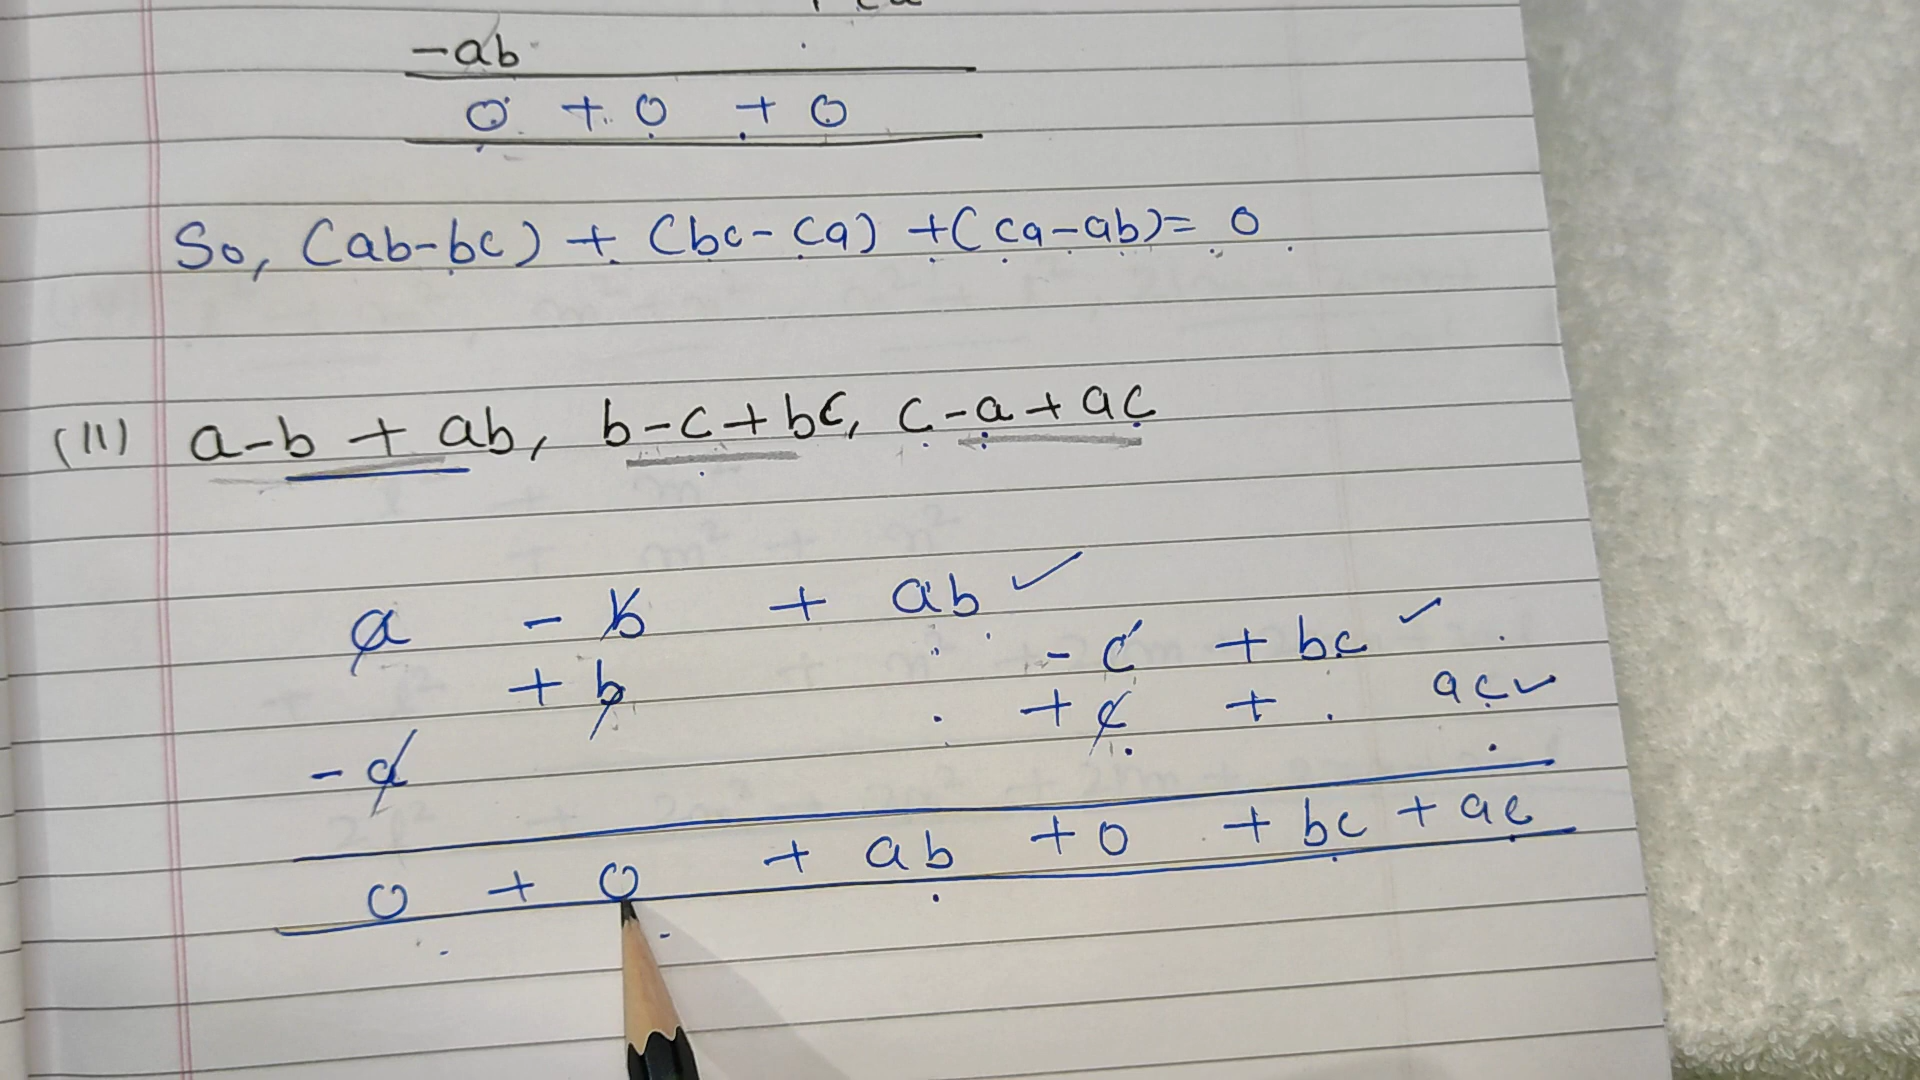 -ab
0 + 0 + 0
So, (ab-bc) + (bc-ca) +(ca-ab)= 0
(II) a-b + ab, b-c+bc, c-a+ac
a - b + ab ✓
+ b - c + bc ✓
- a + c + ac ✓
0 + 0 + ab + 0 + bc + ac